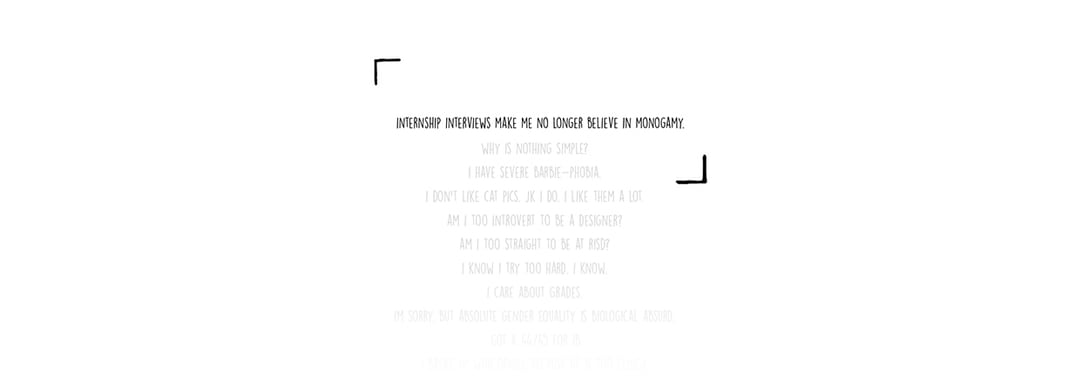 INTERNSHIP INTERVIEWS MAKE ME NO LONGER BELIEVE IN MONOGAMY.
WHY IS NOTHING SIMPLE?
I HAVE SEVERE BARBIE-PHOBIA.
I DON'T LIKE CAT PICS. JK I DO. I LIKE THEM A LOT.
AM I TOO INTROVERT TO BE A DESIGNER?
AM I TOO STRAIGHT TO BE AT RISD?
I KNOW I TRY TOO HARD. I KNOW.
I CARE ABOUT GRADES.
I'M SORRY, BUT ABSOLUTE GENDER EQUALITY IS BIOLOGICAL ABSURD.
GOT A FOR IB